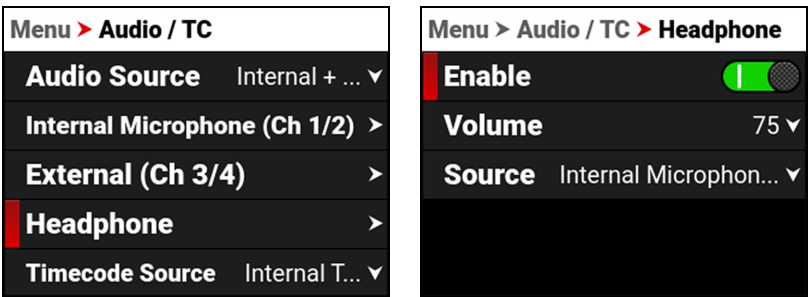 Menu ➤ Audio / TC
Audio Source Internal + ...
Internal Microphone (Ch 1/2)
External (Ch 3/4)
Headphone
Timecode Source Internal T...
Menu ➤ Audio / TC ➤ Headphone
Enable
Volume 75
Source Internal Microphon...